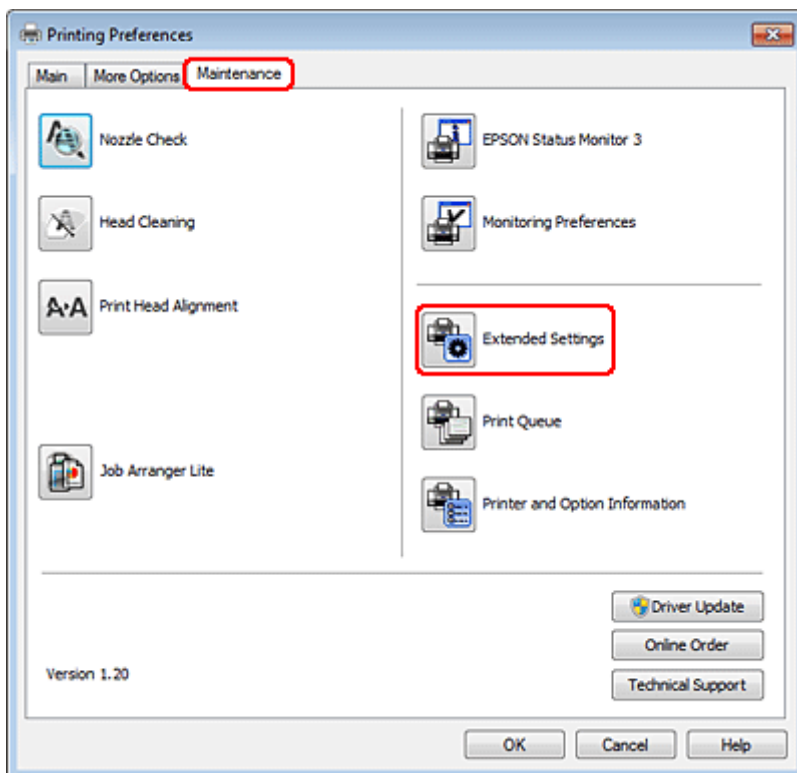 Printing Preferences
Main
More Options
Maintenance
Nozzle Check
Head Cleaning
A•A Print Head Alignment
Job Arranger Lite
EPSON Status Monitor 3
Monitoring Preferences
Extended Settings
Print Queue
Printer and Option Information
Driver Update
Online Order
Technical Support
Version 1.20
OK
Cancel
Help